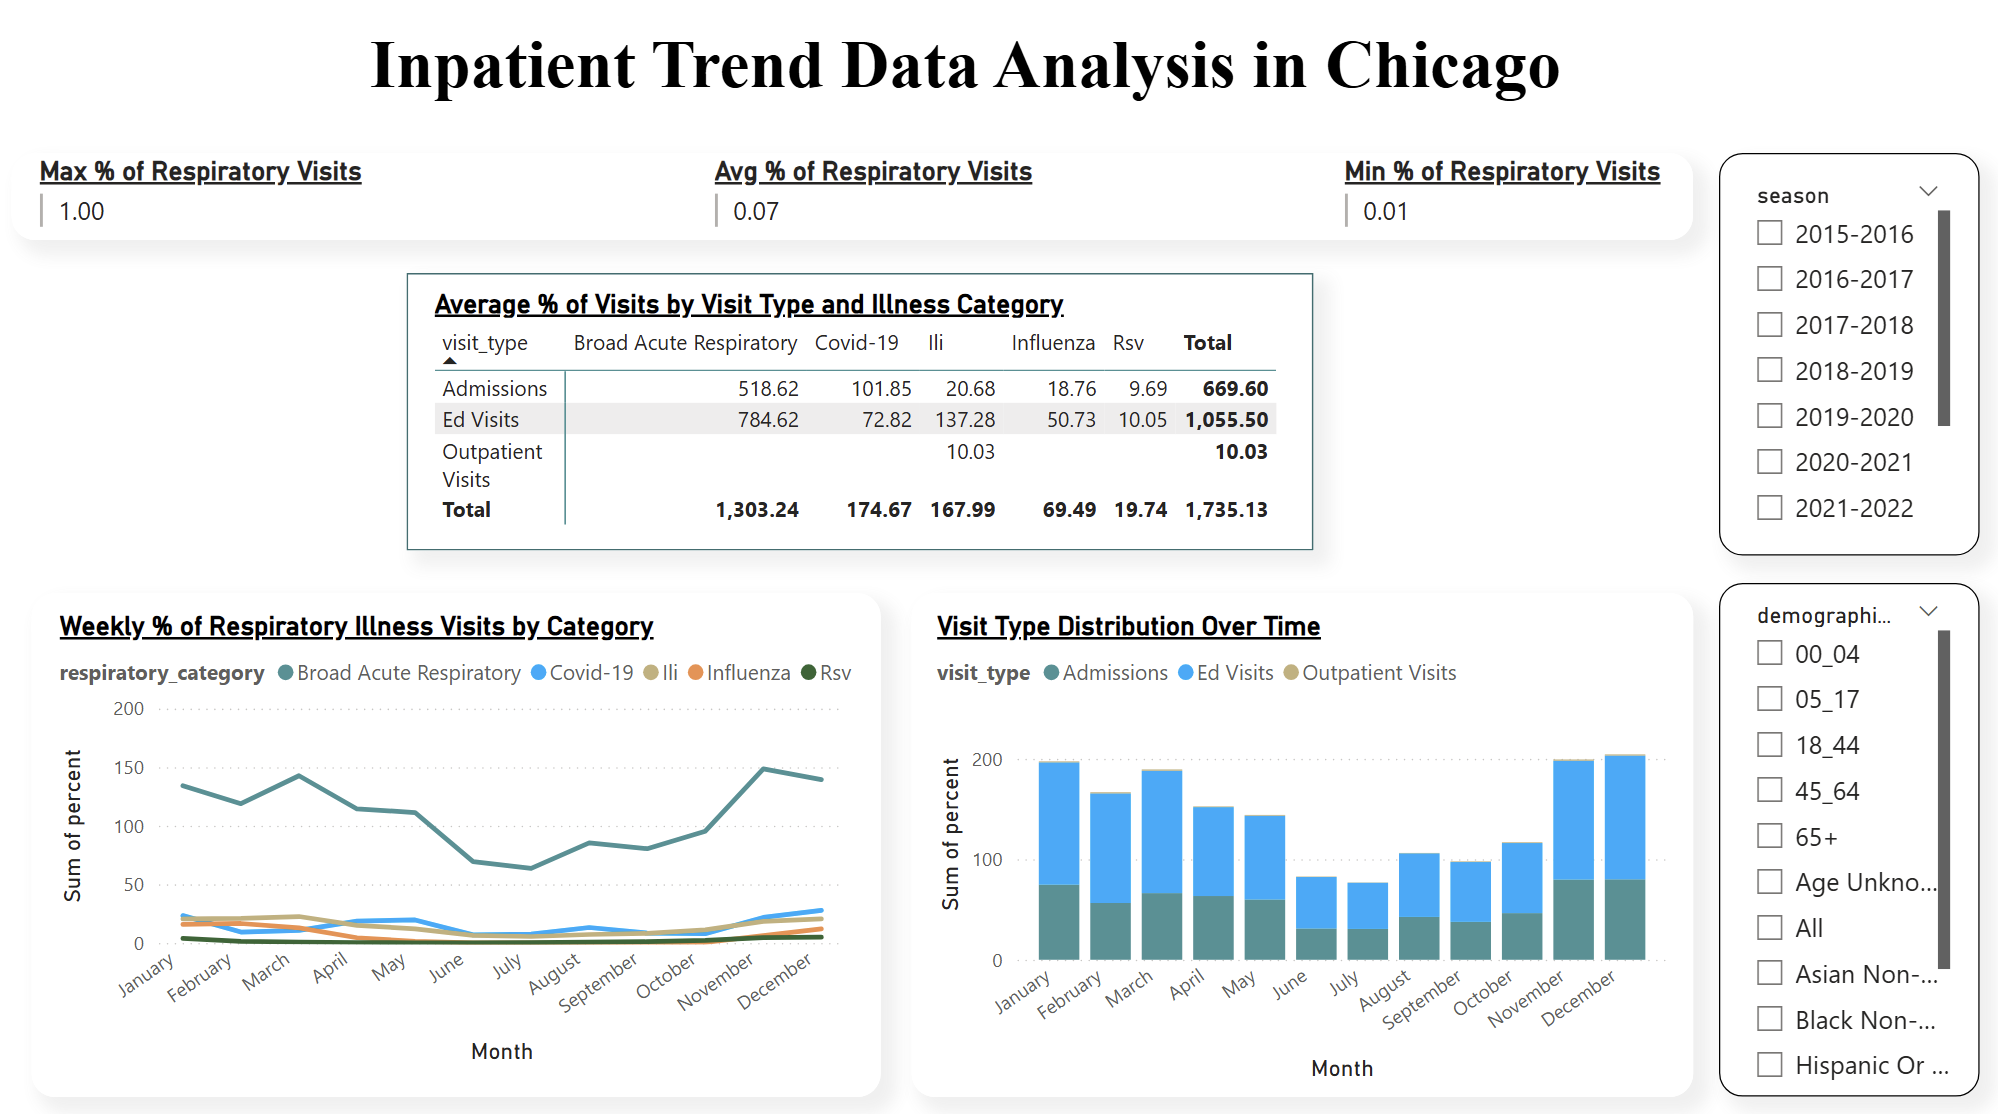 Inpatient Trend Data Analysis in Chicago
Max % of Respiratory Visits
1.00
Avg % of Respiratory Visits
0.07
Min % of Respiratory Visits
0.01
Average % of Visits by Visit Type and Illness Category
visit_type Broad Acute Respiratory Covid-19 Ili Influenza Rsv Total
Admissions 518.62 101.85 20.68 18.76 9.69 669.60
Ed Visits 784.62 72.82 137.28 50.73 10.05 1,055.50
Outpatient 10.03 10.03
Visits
Total 1,303.24 174.67 167.99 69.49 19.74 1,735.13
season
2015-2016
2016-2017
2017-2018
2018-2019
2019-2020
2020-2021
2021-2022
Weekly % of Respiratory Illness Visits by Category
respiratory_category Broad Acute Respiratory Covid-19 Ili Influenza Rsv
Sum of percent
200
150
100
50
0
January February March April May June July August September October November December
Month
Visit Type Distribution Over Time
visit_type Admissions Ed Visits Outpatient Visits
Sum of percent
200
100
0
January February March April May June July August September October November December
Month
demographi...
00_04
05_17
18_44
45_64
65+
Age Unkno...
All
Asian Non-...
Black Non-...
Hispanic Or ...